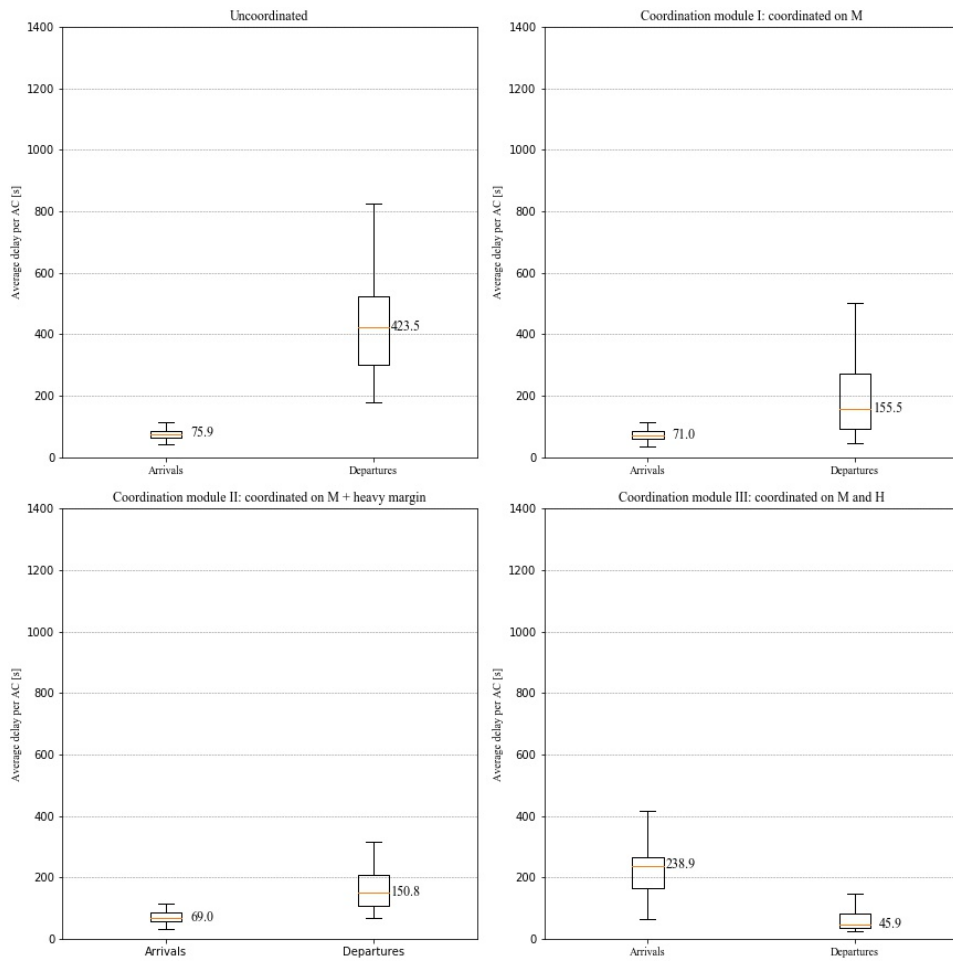 Uncoordinated
1400
1200
1000
800
600
400
200
0
Average delay per AC [s]
423.5
75.9
Arrivals
Departures
Coordination module I: coordinated on M
1400
1200
1000
800
600
400
200
0
Average delay per AC [s]
155.5
71.0
Arrivals
Departures
Coordination module II: coordinated on M + heavy margin
1400
1200
1000
800
600
400
200
0
Average delay per AC [s]
150.8
69.0
Arrivals
Departures
Coordination module III: coordinated on M and H
1400
1200
1000
800
600
400
200
0
Average delay per AC [s]
238.9
45.9
Arrivals
Departures